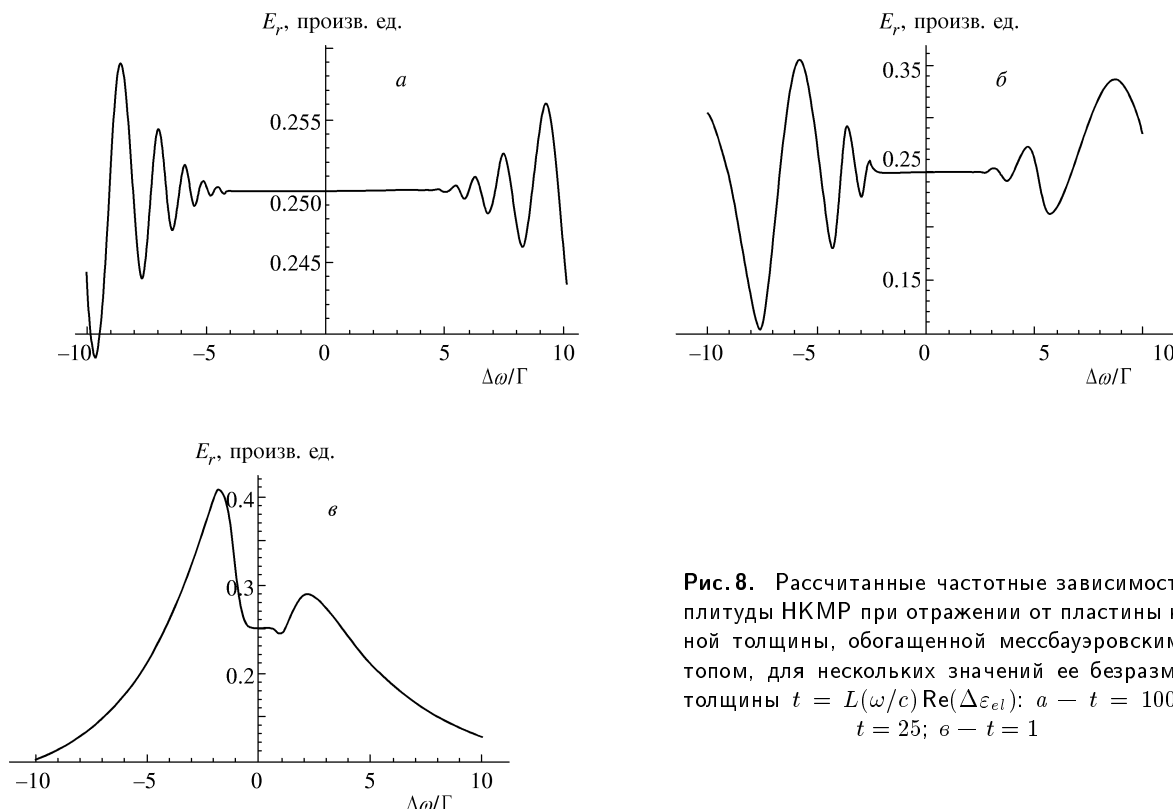 E_r, произв. ед.
а
0.255
0.250
0.245
−10 −5 0 5 10
Δω/Γ
E_r, произв. ед.
б
0.35
0.25
0.15
−10 −5 0 5 10
Δω/Γ
E_r, произв. ед.
в
0.4
0.3
0.2
−10 −5 0 5 10
Δω/Γ
Рис. 8. Рассчитанные частотные зависимост
плитуды НКМР при отражении от пластины
ной толщины, обогащенной мессбауэровским
топом, для нескольких значений ее безразм
толщины t = L(ω/c) Re(Δε_el): а — t = 100
t = 25; в — t = 1